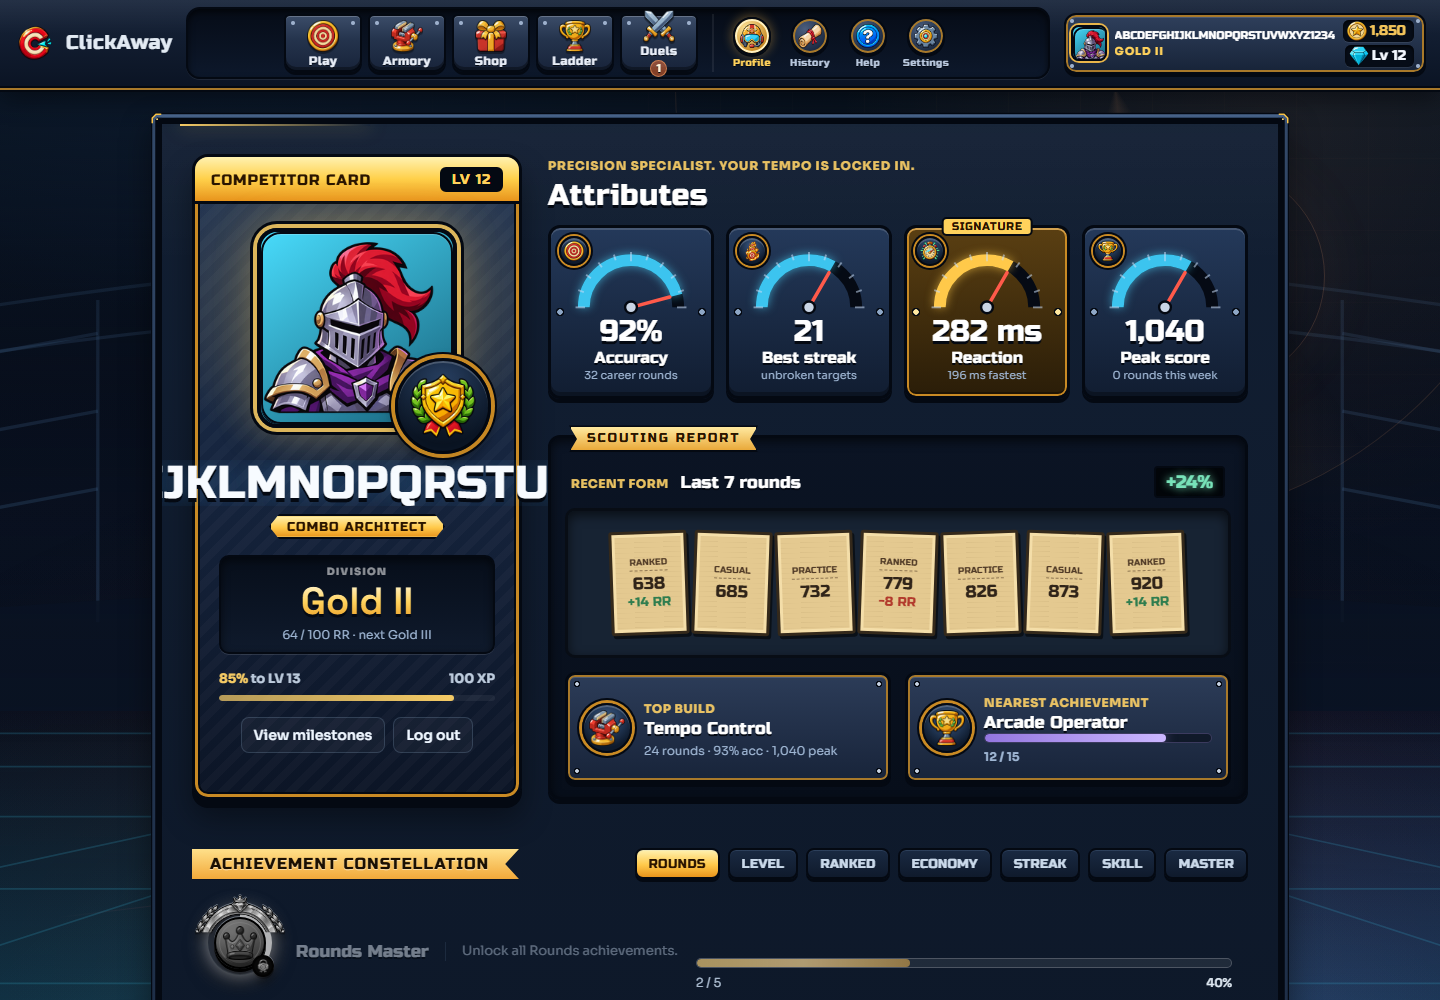 ClickAway
Play
Armory
Shop
Ladder
Duels
1
Profile
History
Help
Settings
ABCDEFGHIJKLMNOPQRSTUVWXYZ1234
GOLD II
1,850
Lv 12
COMPETITOR CARD
LV 12
JKLMNOPQRSTU
COMBO ARCHITECT
DIVISION
Gold II
64 / 100 RR · next Gold III
85% to LV 13
100 XP
View milestones
Log out
PRECISION SPECIALIST. YOUR TEMPO IS LOCKED IN.
Attributes
92%
Accuracy
32 career rounds
21
Best streak
unbroken targets
SIGNATURE
282 ms
Reaction
196 ms fastest
1,040
Peak score
0 rounds this week
SCOUTING REPORT
RECENT FORM Last 7 rounds
+24%
RANKED
638
+14 RR
CASUAL
685
PRACTICE
732
RANKED
779
-8 RR
PRACTICE
826
CASUAL
873
RANKED
920
+14 RR
TOP BUILD
Tempo Control
24 rounds · 93% acc · 1,040 peak
NEAREST ACHIEVEMENT
Arcade Operator
12 / 15
ACHIEVEMENT CONSTELLATION
ROUNDS
LEVEL
RANKED
ECONOMY
STREAK
SKILL
MASTER
Rounds Master
Unlock all Rounds achievements.
2 / 5
40%